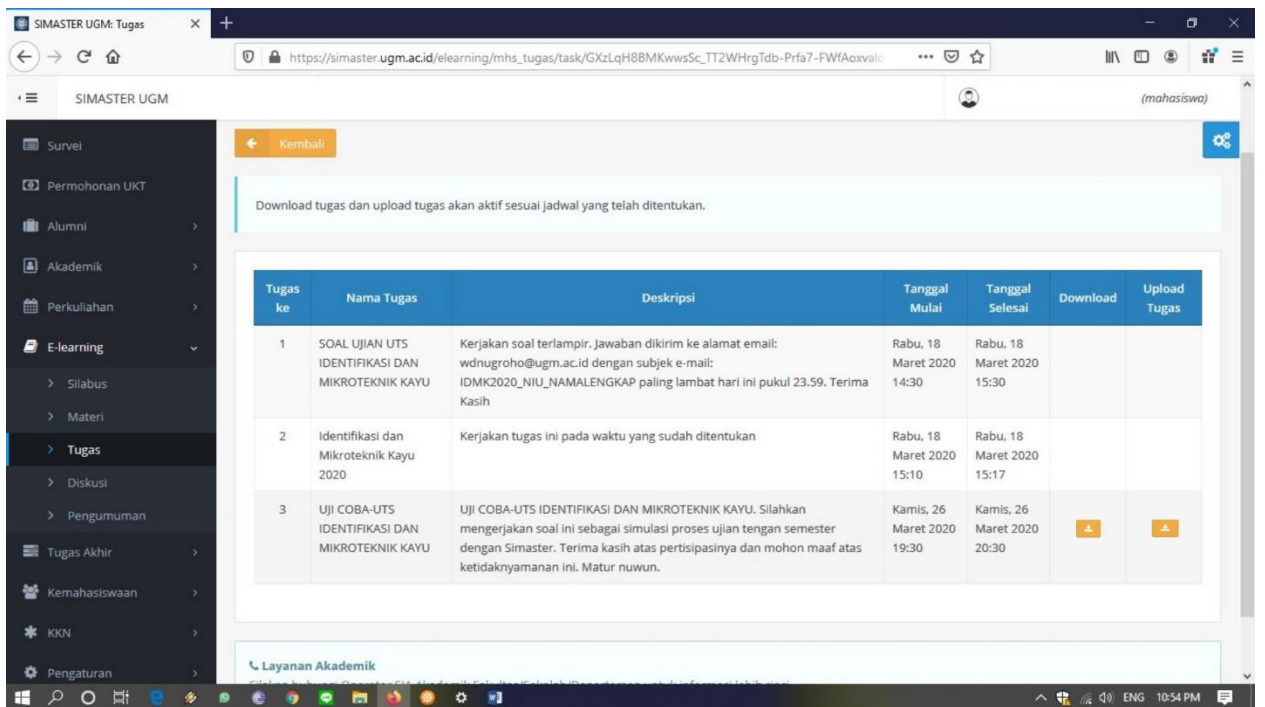 SIMASTER UGM: Tugas
https://simaster.ugm.ac.id/elearning/mhs_tugas/task/GXzLqH8BMKwwsSc_TT2WHrgTdb-Prfa7-FWfAoxvalo
SIMASTER UGM
(mahasiswa)
Survei
Permohonan UKT
Alumni
Akademik
Perkuliahan
E-learning
Silabus
Materi
Tugas
Diskusi
Pengumuman
Tugas Akhir
Kemahasiswaan
KKN
Pengaturan
Kembali
Download tugas dan upload tugas akan aktif sesuai jadwal yang telah ditentukan.
Tugas ke
Nama Tugas
Deskripsi
Tanggal Mulai
Tanggal Selesai
Download
Upload Tugas
1
SOAL UJIAN UTS
IDENTIFIKASI DAN
MIKROTEKNIK KAYU
Kerjakan soal terlampir. Jawaban dikirim ke alamat email:
wdnugroho@ugm.ac.id dengan subjek e-mail:
IDMK2020_NIU_NAMALENGKAP paling lambat hari ini pukul 23.59. Terima
Kasih
Rabu, 18
Maret 2020
14:30
Rabu, 18
Maret 2020
15:30
2
Identifikasi dan
Mikroteknik Kayu
2020
Kerjakan tugas ini pada waktu yang sudah ditentukan
Rabu, 18
Maret 2020
15:10
Rabu, 18
Maret 2020
15:17
3
UJI COBA-UTS
IDENTIFIKASI DAN
MIKROTEKNIK KAYU
UJI COBA-UTS IDENTIFIKASI DAN MIKROTEKNIK KAYU. Silahkan
mengerjakan soal ini sebagai simulasi proses ujian tengan semester
dengan Simaster. Terima kasih atas pertisipasinya dan mohon maaf atas
ketidaknyamanan ini. Matur nuwun.
Kamis, 26
Maret 2020
19:30
Kamis, 26
Maret 2020
20:30
Layanan Akademik
ENG
10:54 PM